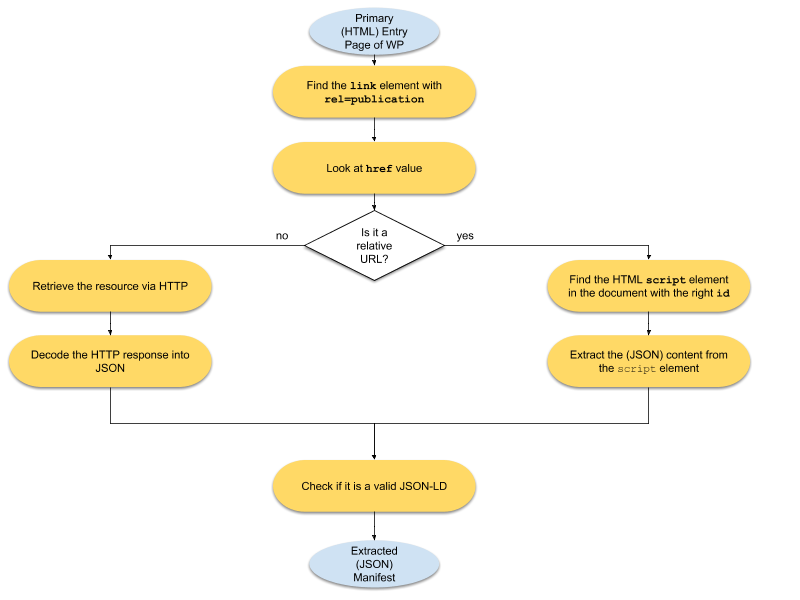 Primary
(HTML) Entry
Page of WP
Find the link element with
rel=publication
Look at href value
Is it a
relative
URL?
no
yes
Retrieve the resource via HTTP
Find the HTML script element
in the document with the right id
Decode the HTTP response into
JSON
Extract the (JSON) content from
the script element
Check if it is a valid JSON-LD
Extracted
(JSON)
Manifest